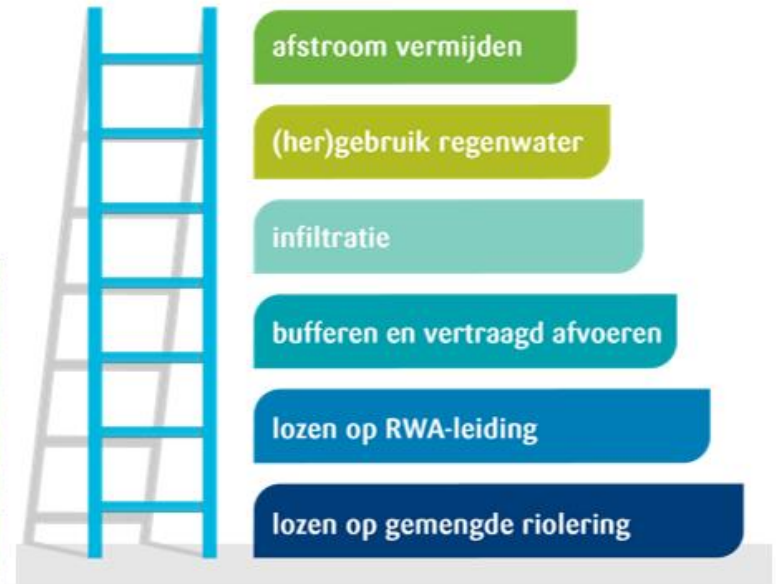 afstroom vermijden
(her)gebruik regenwater
infiltratie
bufferen en vertraagd afvoeren
lozen op RWA-leiding
lozen op gemengde riolering